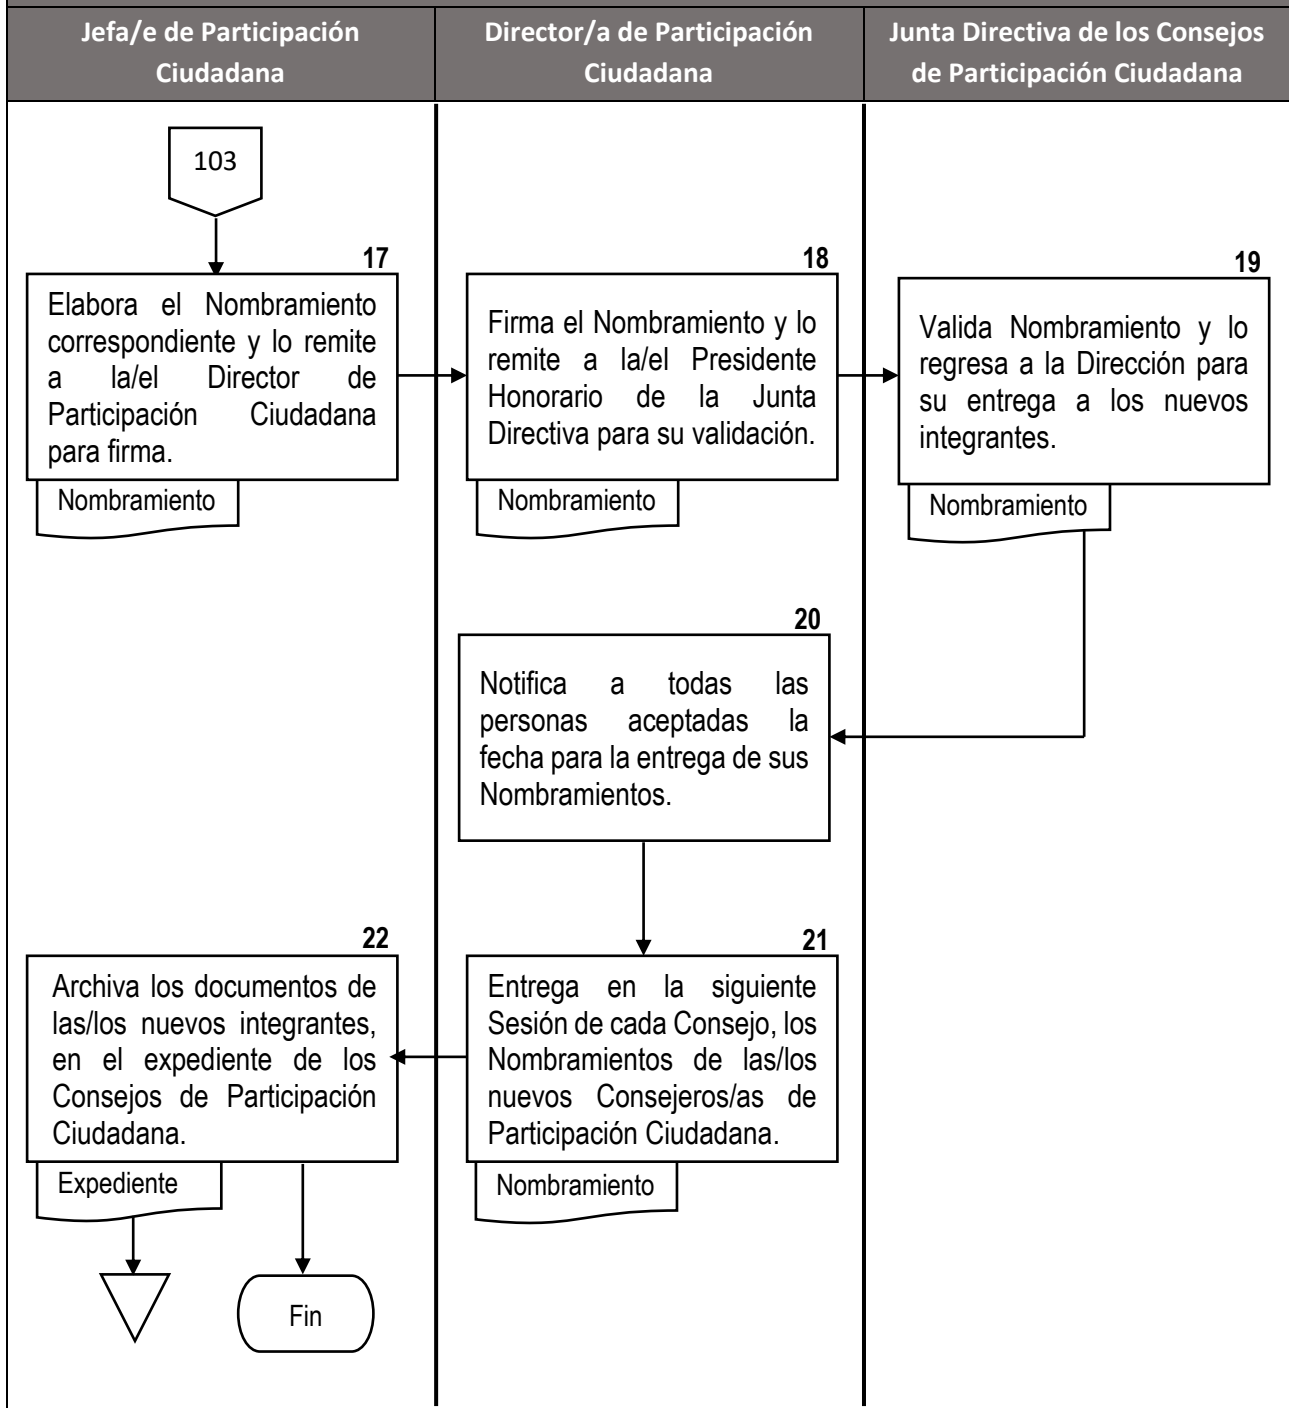 Jefa/e de Participación
Ciudadana
Director/a de Participación
Ciudadana
Junta Directiva de los Consejos
de Participación Ciudadana
103
17
Elabora el Nombramiento
correspondiente y lo remite
a la/el Director de
Participación Ciudadana
para firma.
Nombramiento
18
Firma el Nombramiento y lo
remite a la/el Presidente
Honorario de la Junta
Directiva para su validación.
Nombramiento
19
Valida Nombramiento y lo
regresa a la Dirección para
su entrega a los nuevos
integrantes.
Nombramiento
20
Notifica a todas las
personas aceptadas la
fecha para la entrega de sus
Nombramientos.
21
Entrega en la siguiente
Sesión de cada Consejo, los
Nombramientos de las/los
nuevos Consejeros/as de
Participación Ciudadana.
Nombramiento
22
Archiva los documentos de
las/los nuevos integrantes,
en el expediente de los
Consejos de Participación
Ciudadana.
Expediente
Fin